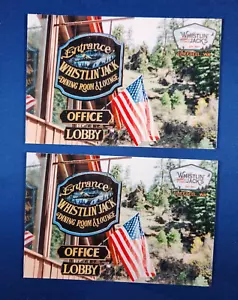 Entrance
WHISTLIN' JACK
DINING ROOM & LOUNGE
OFFICE
LOBBY
WHISTLIN'
JACK'S
Entrance
WHISTLIN' JACK
DINING ROOM & LOUNGE
OFFICE
LOBBY
WHISTLIN'
JACK'S